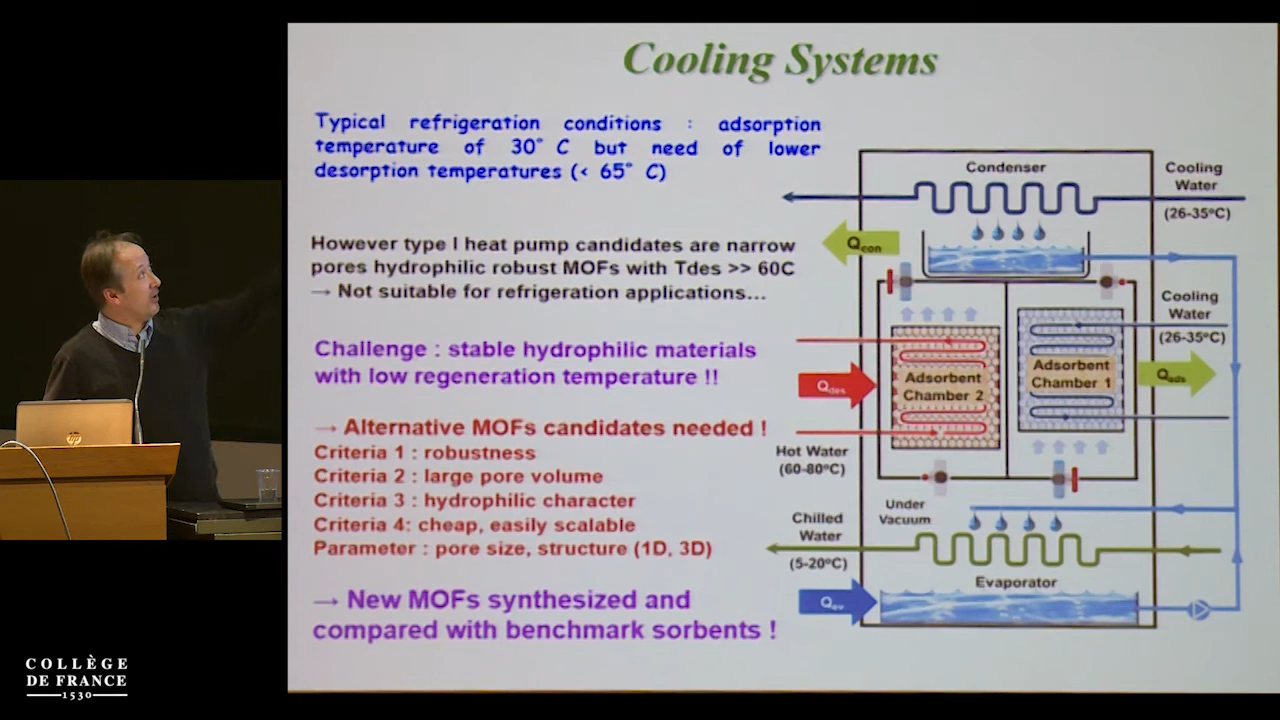 Cooling Systems
Typical refrigeration conditions : adsorption
temperature of 30° C but need of lower
desorption temperatures (< 65° C)
However type I heat pump candidates are narrow
pores hydrophilic robust MOFs with Tdes >> 60C
→ Not suitable for refrigeration applications...
Challenge : stable hydrophilic materials
with low regeneration temperature !!
→ Alternative MOFs candidates needed !
Criteria 1 : robustness
Criteria 2 : large pore volume
Criteria 3 : hydrophilic character
Criteria 4: cheap, easily scalable
Parameter : pore size, structure (1D, 3D)
→ New MOFs synthesized and
compared with benchmark sorbents !
Condenser
Cooling
Water
(26-35°C)
Qcon
Cooling
Water
(26-35°C)
Adsorbent
Chamber 2
Adsorbent
Chamber 1
Qdes
Qads
Hot Water
(60-80°C)
Under
Vacuum
Chilled
Water
(5-20°C)
Evaporator
Qev
hp
COLLÈGE
DE FRANCE
1530